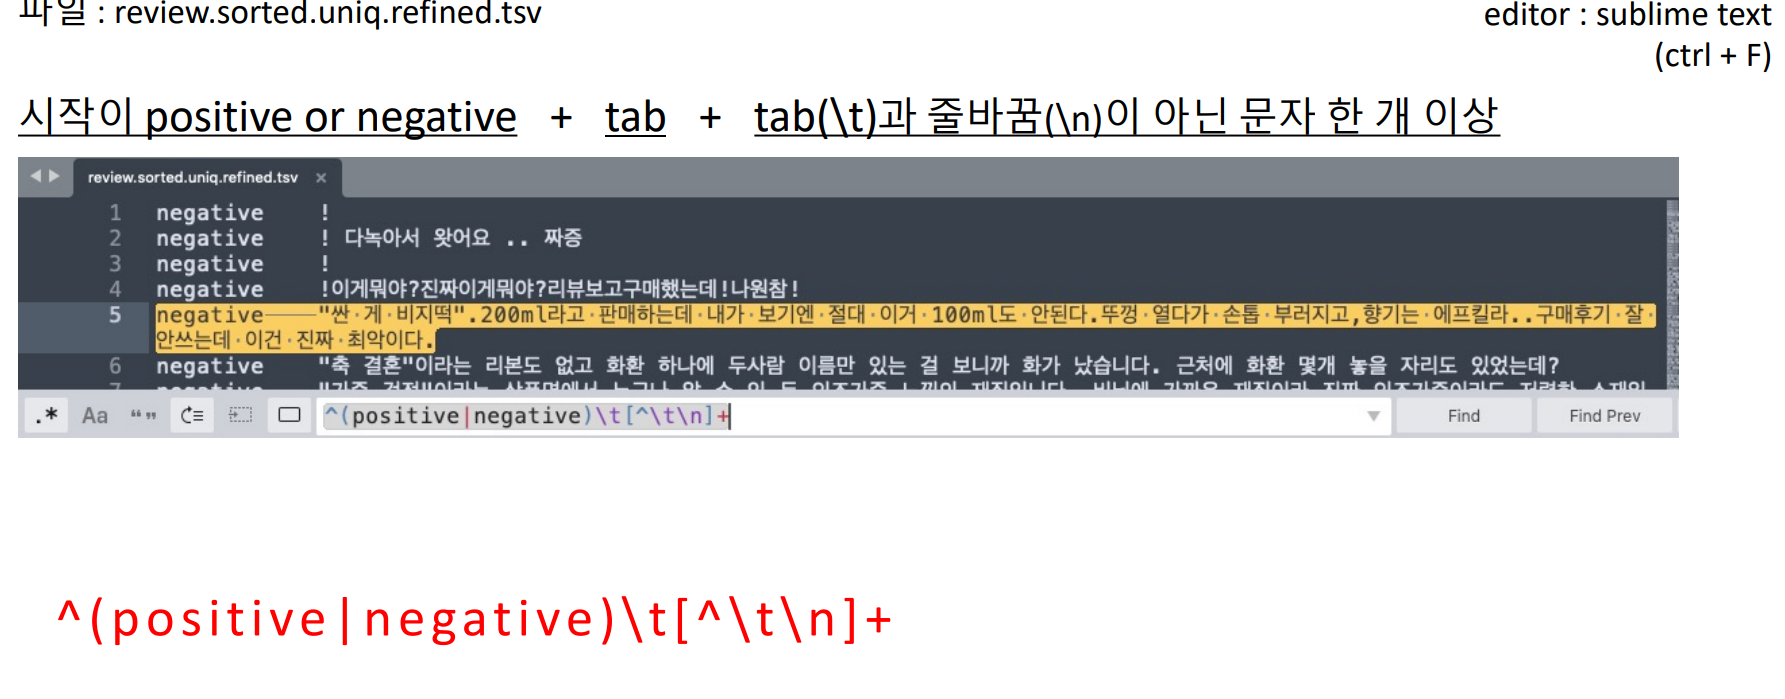 파일 : review.sorted.uniq.refined.tsv
editor : sublime text
(ctrl + F)
시작이 positive or negative + tab + tab(\t)과 줄바꿈(\n)이 아닌 문자 한 개 이상
review.sorted.uniq.refined.tsv ×
1 negative !
2 negative ! 다녹아서 왓어요 .. 짜증
3 negative !
4 negative !이게뭐야?진짜이게뭐야?리뷰보고구매했는데!나원참!
5 negative "싼·게·비지떡".200ml라고·판매하는데·내가·보기엔·절대·이거·100ml도·안된다.뚜껑·열다가·손톱·부러지고,향기는·에프킬라..구매후기·잘·
안쓰는데·이건·진짜·최악이다.
6 negative "축 결혼"이라는 리본도 없고 화환 하나에 두사람 이름만 있는 걸 보니까 화가 났습니다. 근처에 화환 몇개 놓을 자리도 있었는데?
7 negative
.* Aa “” ^(positive|negative)\t[^\t\n]+ Find Find Prev
^(positive|negative)\t[^\t\n]+